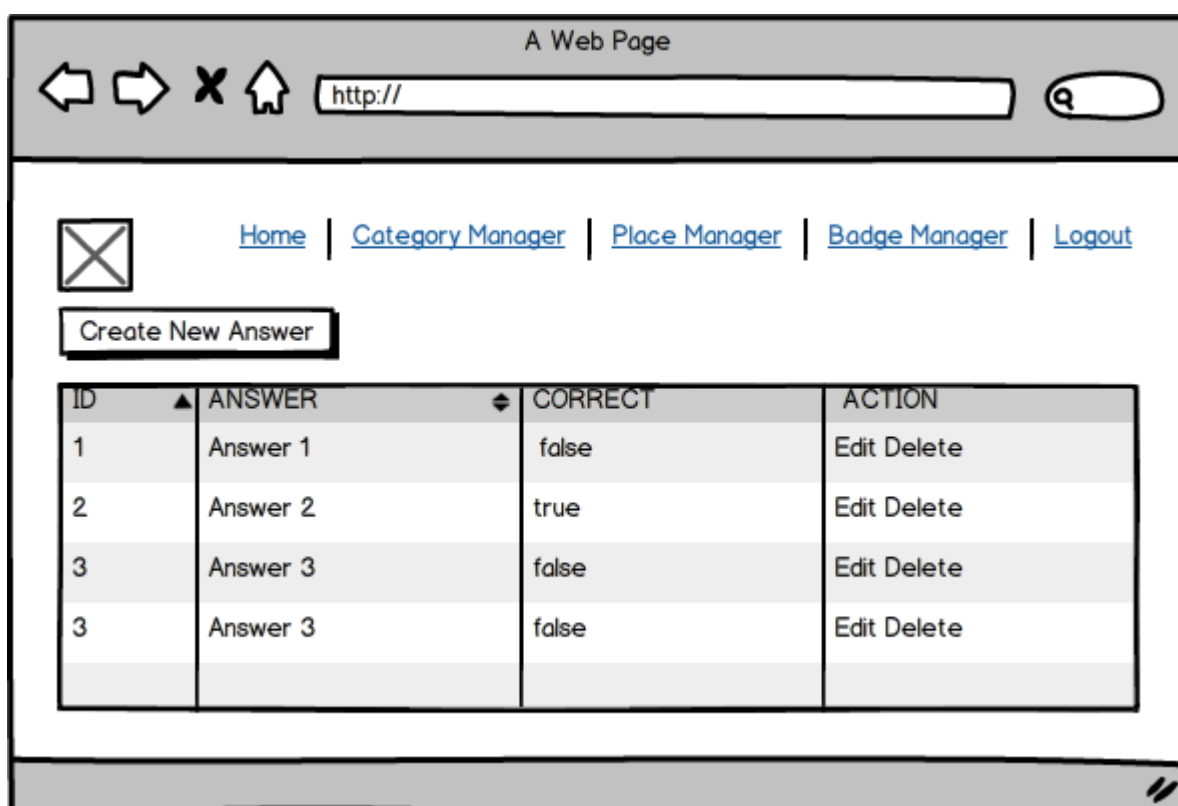 A Web Page
http://
Home Category Manager Place Manager Badge Manager Logout
Create New Answer
ID ANSWER CORRECT ACTION
1 Answer 1 false Edit Delete
2 Answer 2 true Edit Delete
3 Answer 3 false Edit Delete
3 Answer 3 false Edit Delete